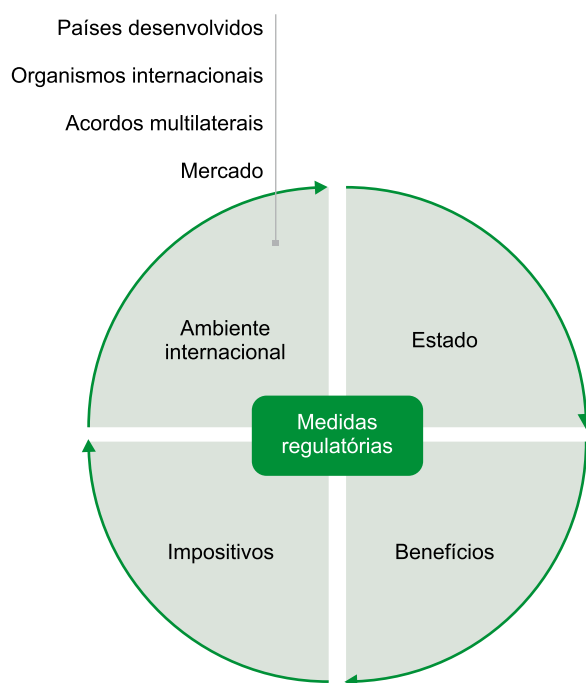 Países desenvolvidos
Organismos internacionais
Acordos multilaterais
Mercado
Ambiente
internacional
Estado
Medidas
regulatórias
Impositivos
Benefícios